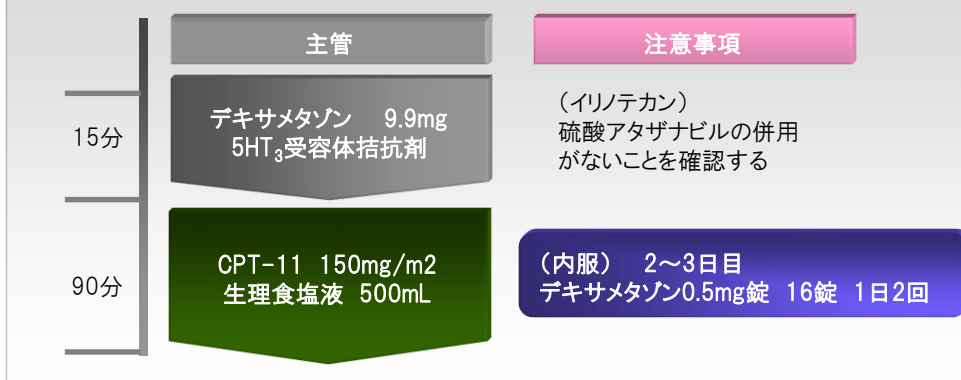 主管
注意事項
15分
デキサメタゾン 9.9mg
5HT₃受容体拮抗剤
（イリノテカン）
硫酸アタザナビルの併用
がないことを確認する
90分
CPT-11 150mg/m2
生理食塩液 500mL
（内服） 2～3日目
デキサメタゾン0.5mg錠 16錠 1日2回